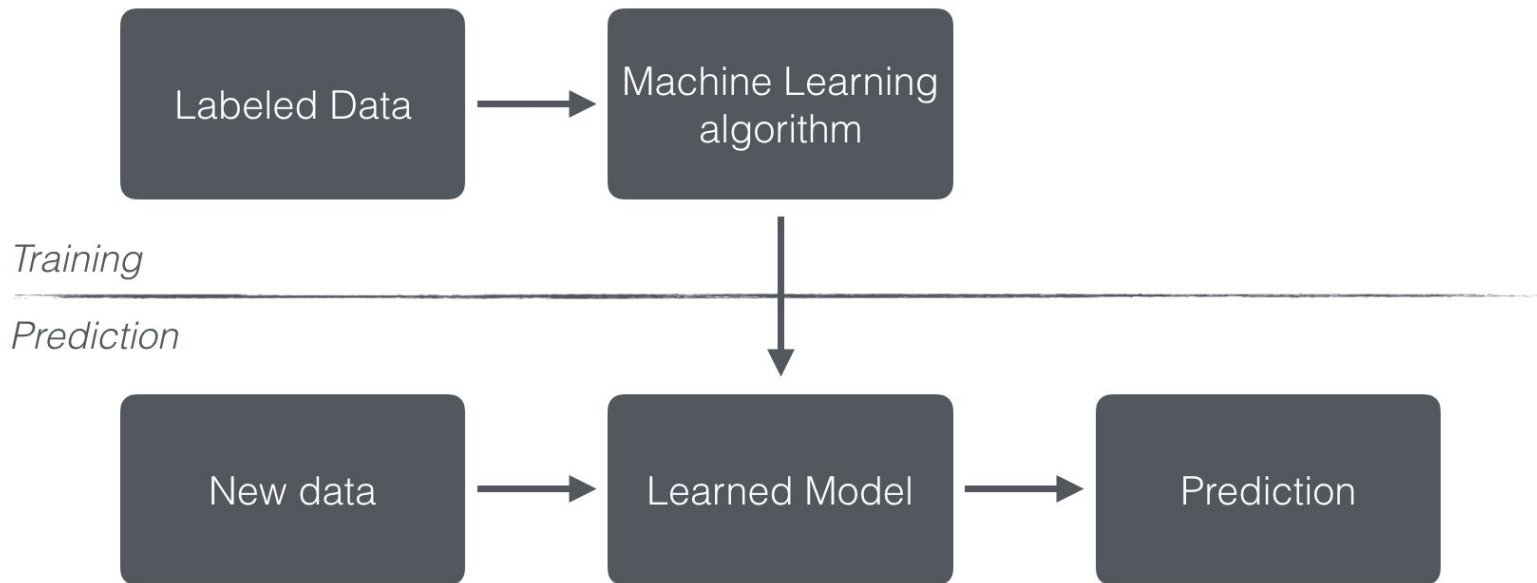 Labeled Data
Machine Learning
algorithm
Training
Prediction
New data
Learned Model
Prediction